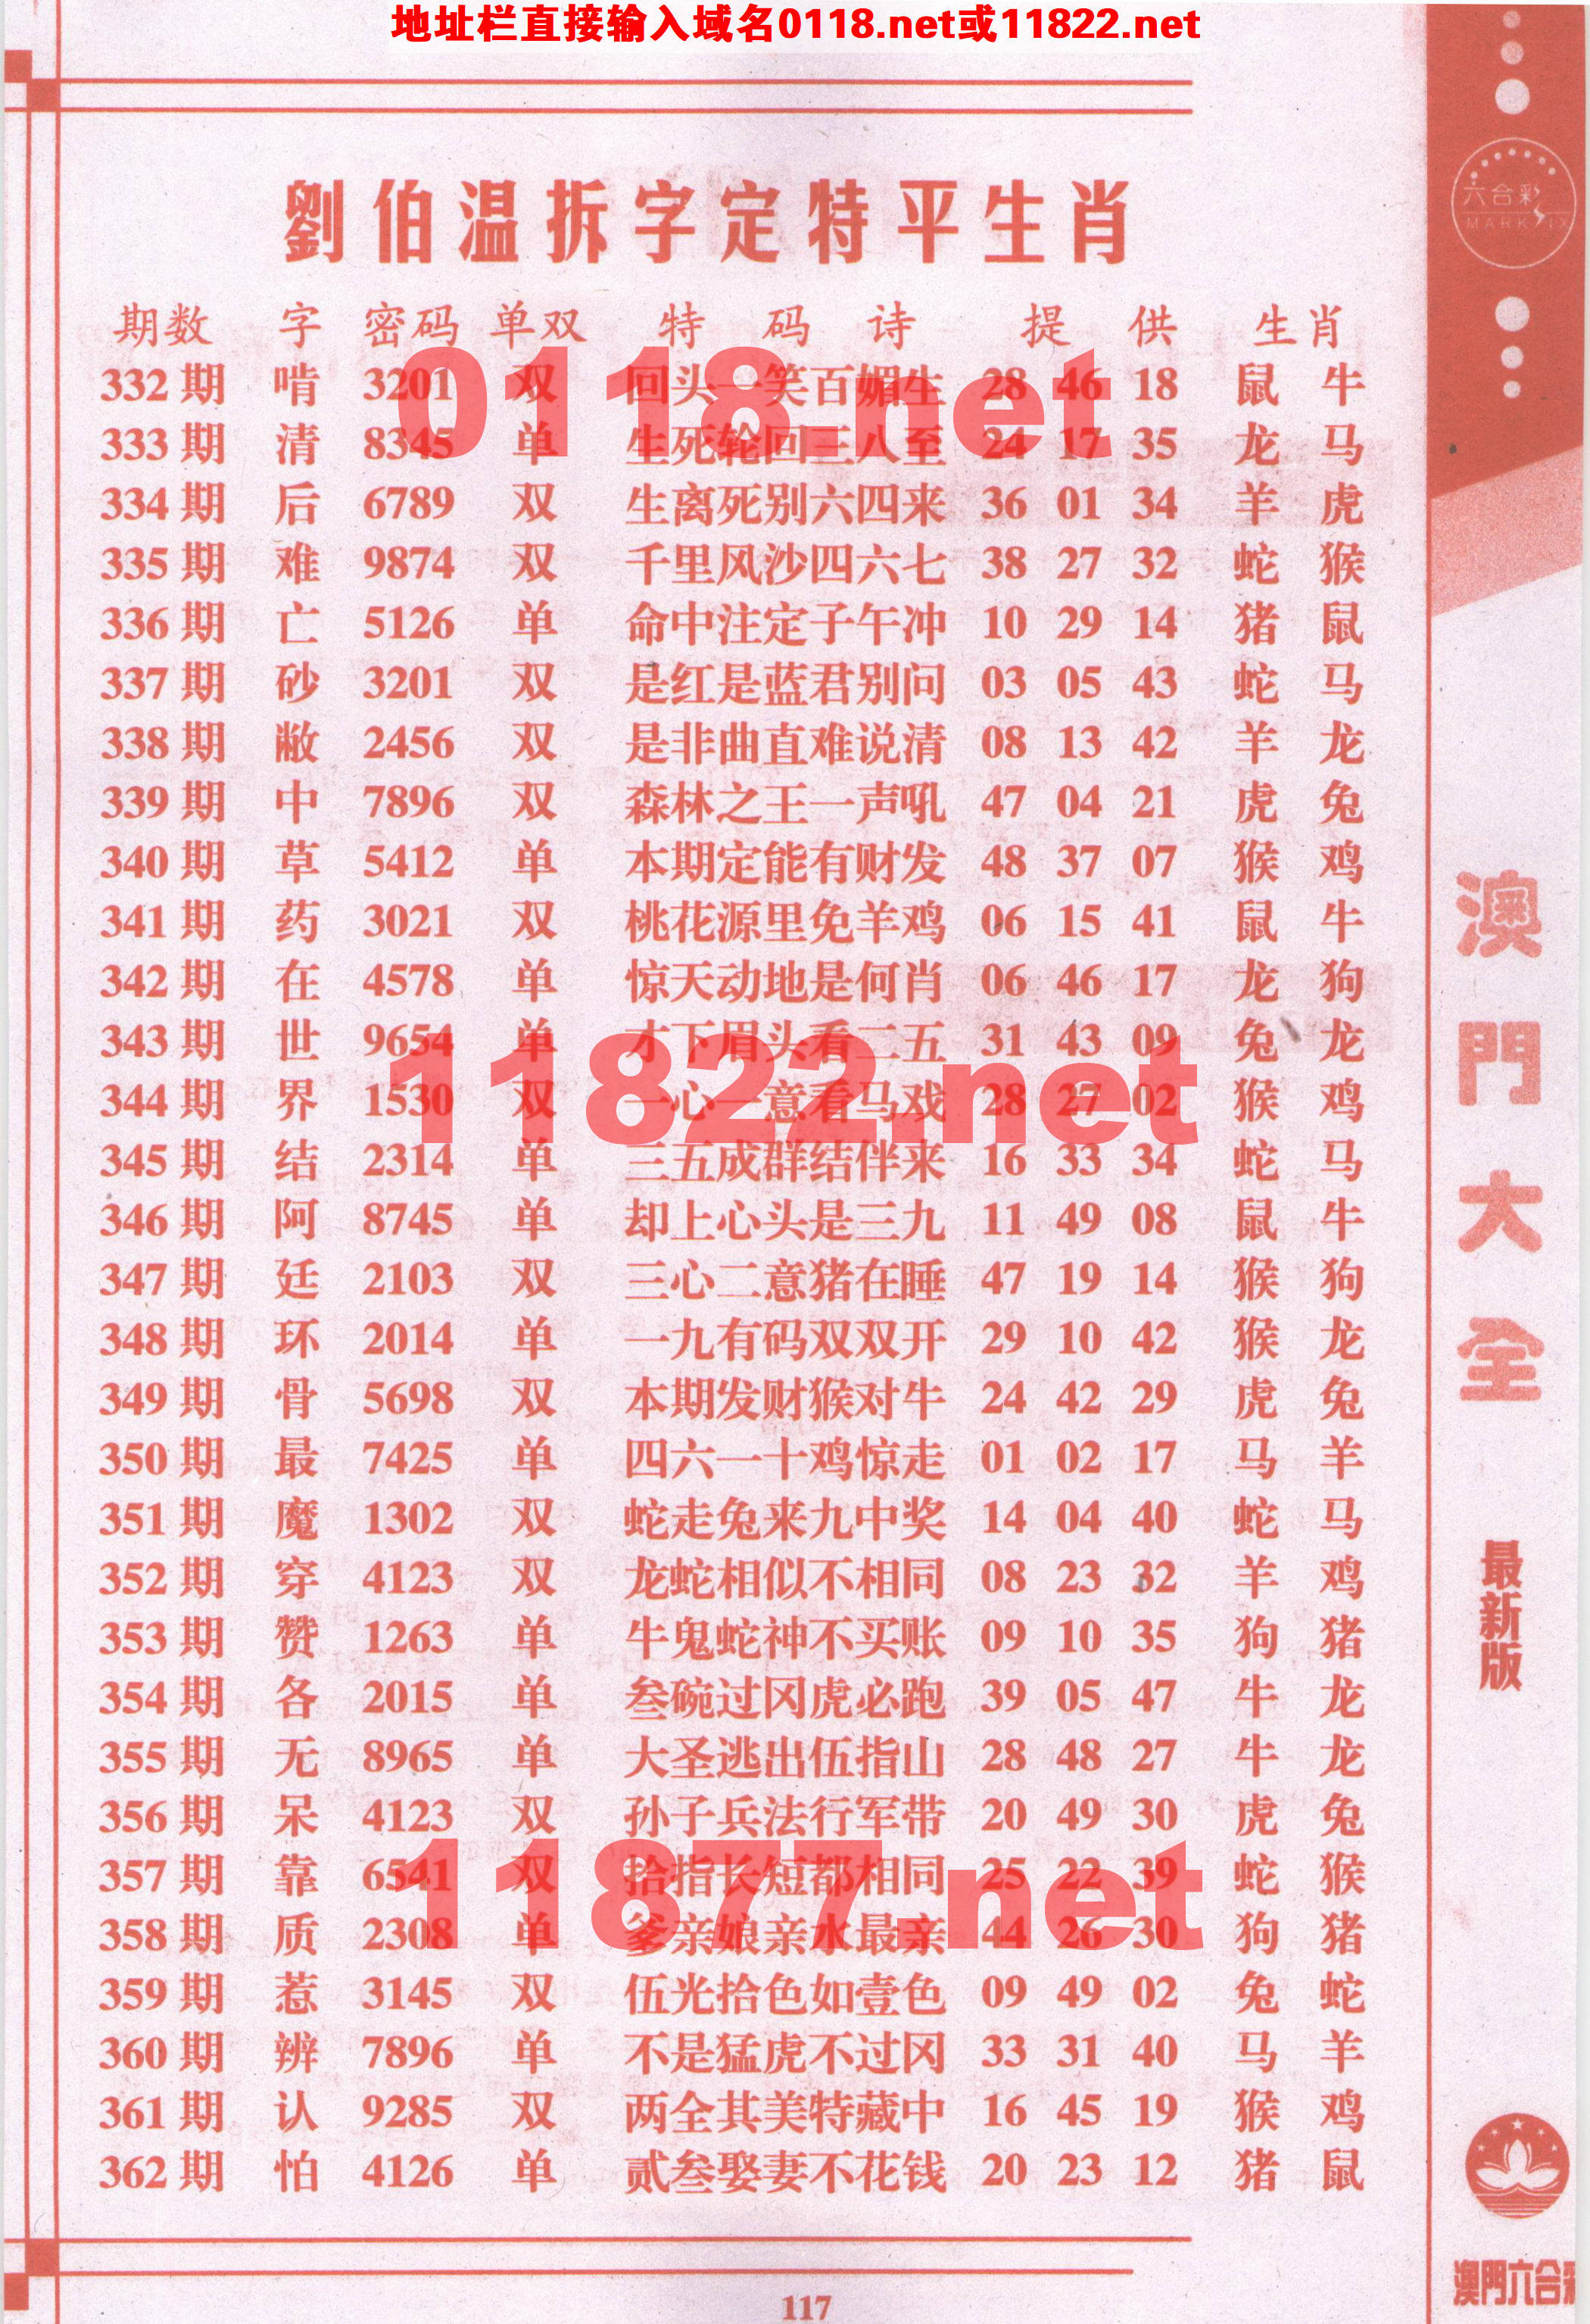 地址栏直接输入域名0118.net或11822.net
劉伯温拆字定特平生肖
期数 字 密码 单双 特码诗 提供 生肖
332期 啃 3201 双 回头一笑百媚生 28 46 18 鼠 牛
333期 清 8345 单 生死轮回三八至 24 17 35 龙 马
334期 后 6789 双 生离死别六四来 36 01 34 羊 虎
335期 难 9874 双 千里风沙四六七 38 27 32 蛇 猴
336期 亡 5126 单 命中注定子午冲 10 29 14 猪 鼠
337期 砂 3201 双 是红是蓝君别问 03 05 43 蛇 马
338期 敝 2456 双 是非曲直难说清 08 13 42 羊 龙
339期 中 7896 双 森林之王一声吼 47 04 21 虎 兔
340期 草 5412 单 本期定能有财发 48 37 07 猴 鸡
341期 药 3021 双 桃花源里免羊鸡 06 15 41 鼠 牛
342期 在 4578 单 惊天动地是何肖 06 46 17 龙 狗
343期 世 9654 单 才下眉头看二五 31 43 09 兔 龙
344期 界 1530 双 一心一意看马戏 28 27 02 猴 鸡
345期 结 2314 单 三五成群结伴来 16 33 34 蛇 马
346期 阿 8745 单 却上心头是三九 11 49 08 鼠 牛
347期 廷 2103 双 三心二意猪在睡 47 19 14 猴 狗
348期 环 2014 单 一九有码双双开 29 10 42 猴 龙
349期 骨 5698 双 本期发财猴对牛 24 42 29 虎 兔
350期 最 7425 单 四六一十鸡惊走 01 02 17 马 羊
351期 魔 1302 双 蛇走兔来九中奖 14 04 40 蛇 马
352期 穿 4123 双 龙蛇相似不相同 08 23 32 羊 鸡
353期 赞 1263 单 牛鬼蛇神不买账 09 10 35 狗 猪
354期 各 2015 单 叁碗过冈虎必跑 39 05 47 牛 龙
355期 无 8965 单 大圣逃出伍指山 28 48 27 牛 龙
356期 呆 4123 双 孙子兵法行军带 20 49 30 虎 兔
357期 靠 6541 双 拾指长短都相同 25 22 39 蛇 猴
358期 质 2308 单 爹亲娘亲水最亲 44 26 30 狗 猪
359期 惹 3145 双 伍光拾色如壹色 09 49 02 兔 蛇
360期 辨 7896 单 不是猛虎不过冈 33 31 40 马 羊
361期 认 9285 双 两全其美特藏中 16 45 19 猴 鸡
362期 怕 4126 单 贰叁娶妻不花钱 20 23 12 猪 鼠
117
0118.net
11822.net
11877.net
六合彩
MARK SIX
澳門大全
最新版
澳門六合彩